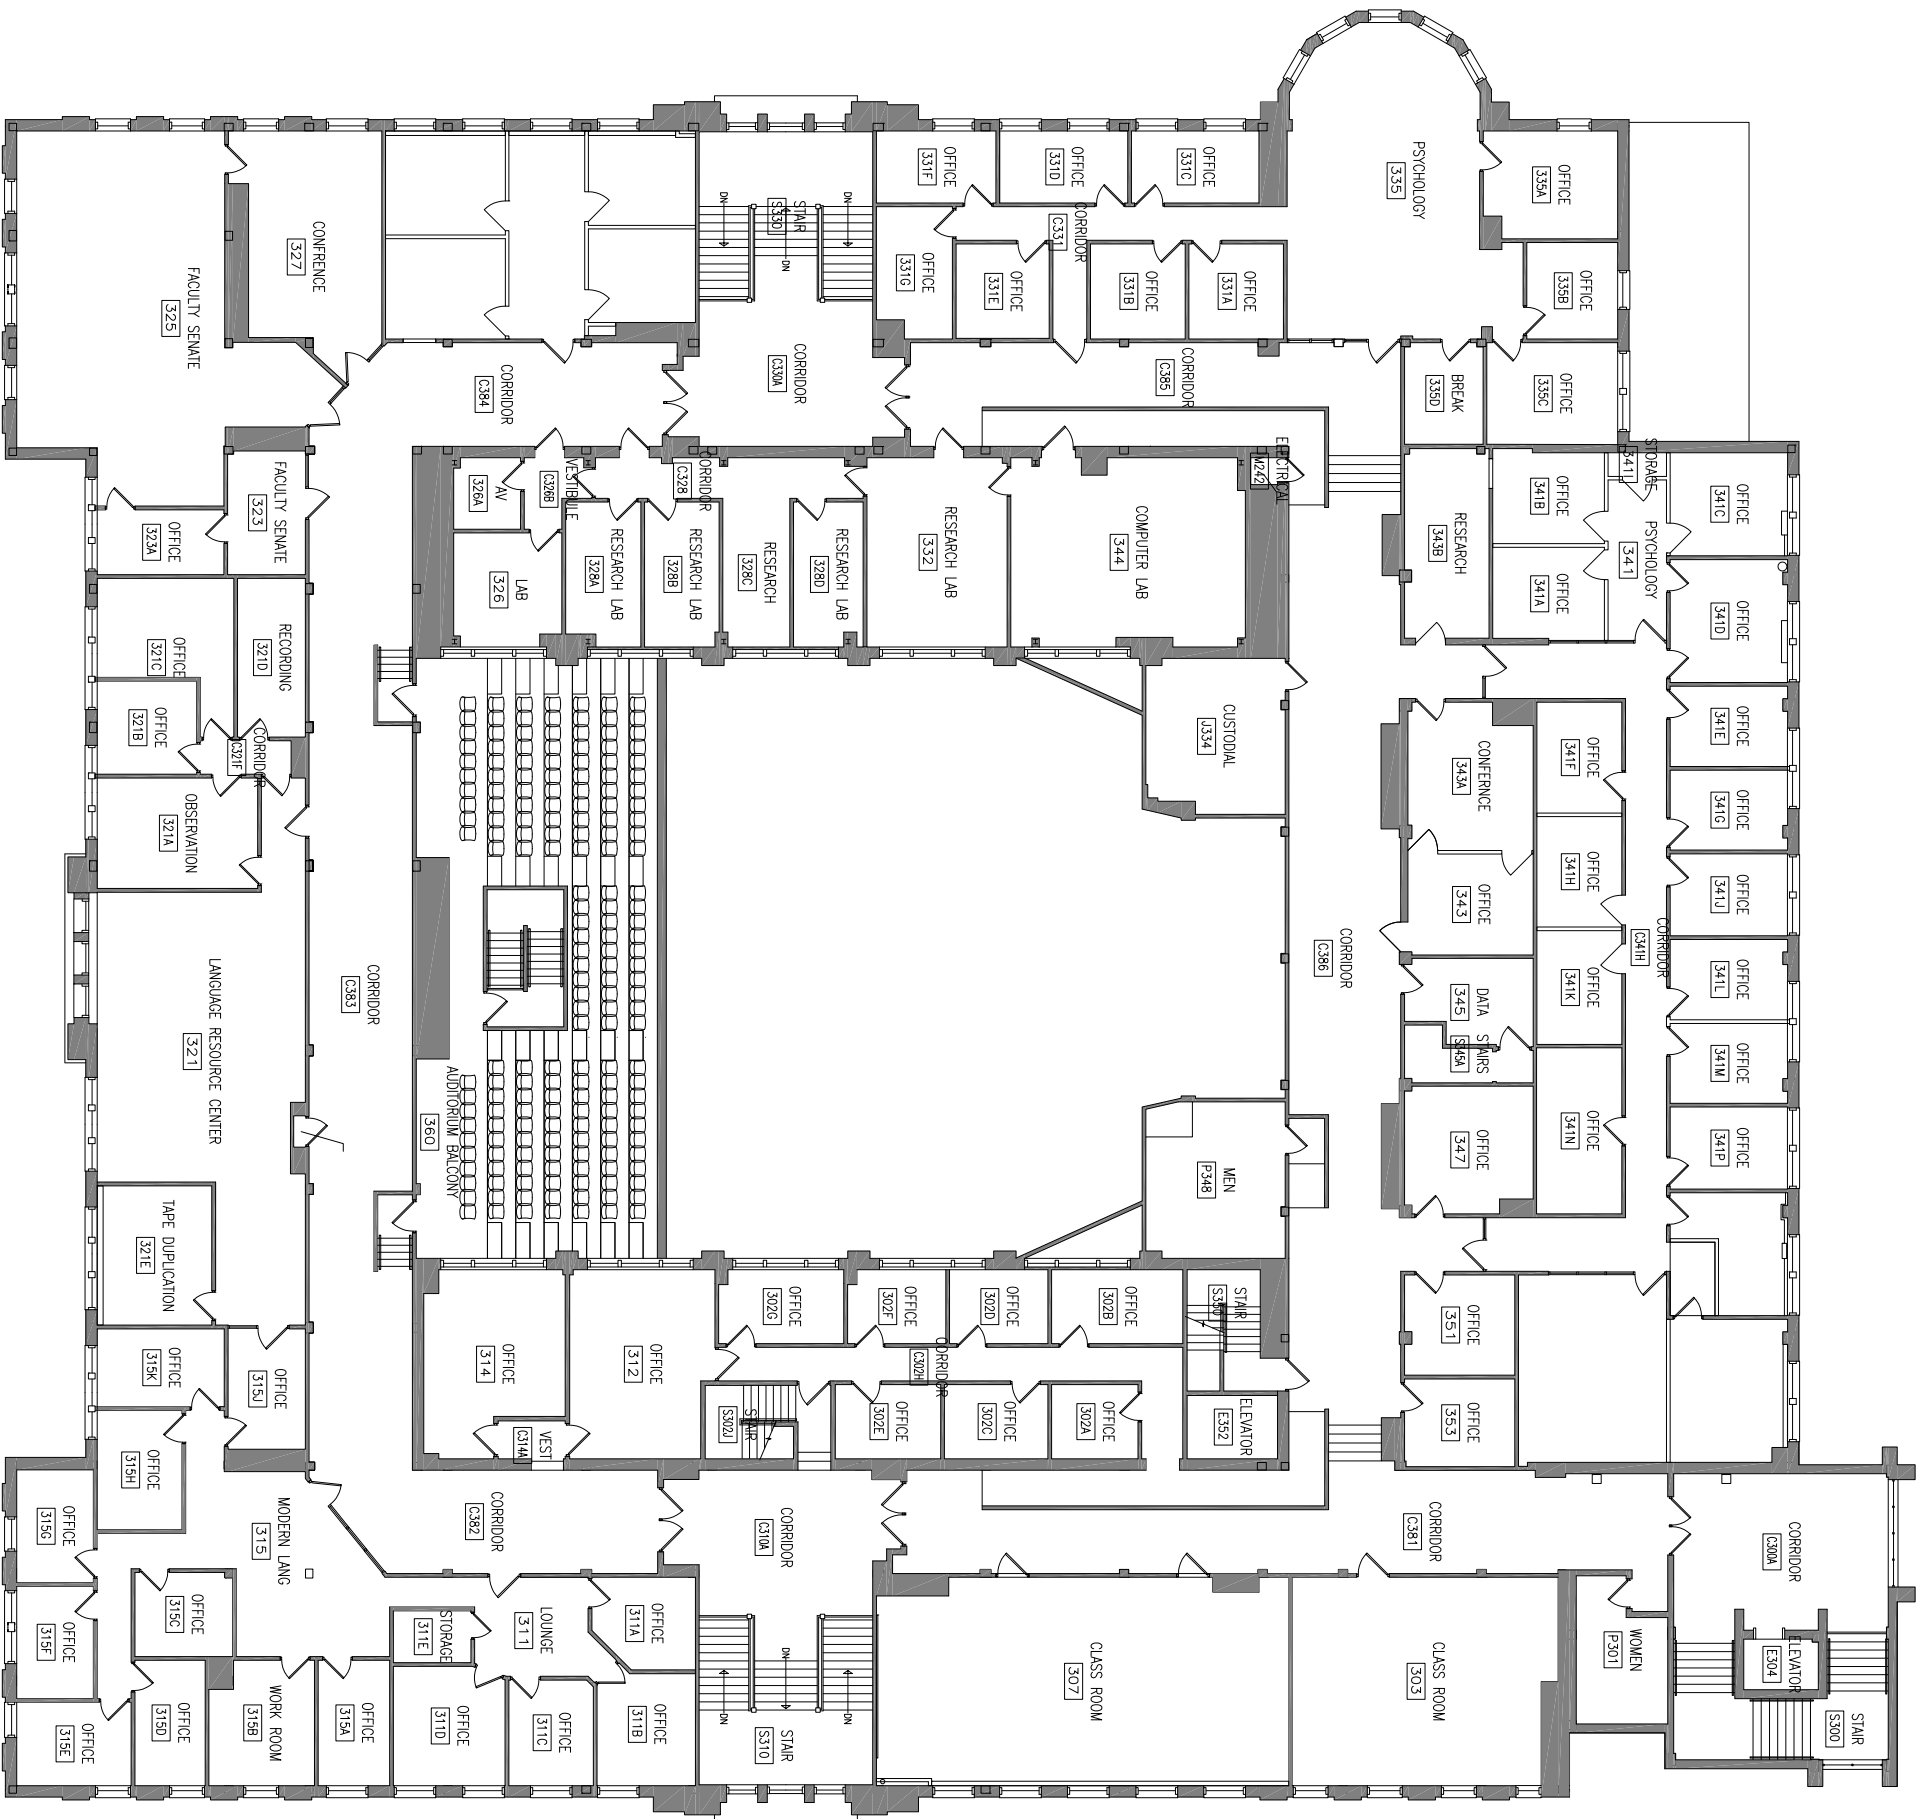 PSYCHOLOGY
335
OFFICE
335A
OFFICE
335B
OFFICE
335C
BREAK
335D
OFFICE
331F
OFFICE
331D
OFFICE
331C
CORRIDOR
C331
OFFICE
331G
OFFICE
331E
OFFICE
331B
OFFICE
331A
STAIR
S330
DN
DN
DN
CORRIDOR
C330A
CORRIDOR
C385
CONFRENCE
327
FACULTY SENATE
325
CORRIDOR
C384
FACULTY SENATE
323
OFFICE
323A
AV
326A
VESTIBULE
C326B
LAB
326
CORRIDOR
C328
RESEARCH LAB
328A
RESEARCH LAB
328B
RESEARCH
328C
RESEARCH LAB
328D
RESEARCH LAB
332
COMPUTER LAB
344
ELECTRICAL
M242
RESEARCH
343B
OFFICE
341B
OFFICE
341A
STORAGE
341I
PSYCHOLOGY
341
OFFICE
341C
OFFICE
341D
OFFICE
341E
OFFICE
341G
OFFICE
341J
OFFICE
341L
OFFICE
341M
OFFICE
341P
OFFICE
341F
OFFICE
341H
OFFICE
341K
OFFICE
341N
CORRIDOR
C341H
CONFERNCE
343A
OFFICE
343
DATA
345
STAIRS
S345A
OFFICE
347
OFFICE
351
OFFICE
353
CORRIDOR
C386
CUSTODIAL
J334
MEN
P348
RECORDING
321D
OFFICE
321C
OFFICE
321B
CORRIDOR
C321F
OBSERVATION
321A
LANGUAGE RESOURCE CENTER
321
TAPE DUPLICATION
321E
CORRIDOR
C383
AUDITORIUM BALCONY
360
OFFICE
314
OFFICE
312
VEST
C314A
OFFICE
302G
OFFICE
302F
OFFICE
302D
OFFICE
302B
CORRIDOR
C302H
STAIR
S302J
OFFICE
302E
OFFICE
302C
OFFICE
302A
STAIR
S350
ELEVATOR
E352
OFFICE
315K
OFFICE
315J
OFFICE
315H
OFFICE
315G
OFFICE
315F
OFFICE
315E
MODERN LANG
315
OFFICE
315C
OFFICE
315D
WORK ROOM
315B
OFFICE
315A
CORRIDOR
C382
CORRIDOR
C310A
CORRIDOR
C381
STORAGE
311E
LOUNGE
311
OFFICE
311A
OFFICE
311B
OFFICE
311C
OFFICE
311D
DN
DN
DN
STAIR
S310
CLASS ROOM
307
CLASS ROOM
303
WOMEN
P301
CORRIDOR
C300A
ELEVATOR
E304
STAIR
S300